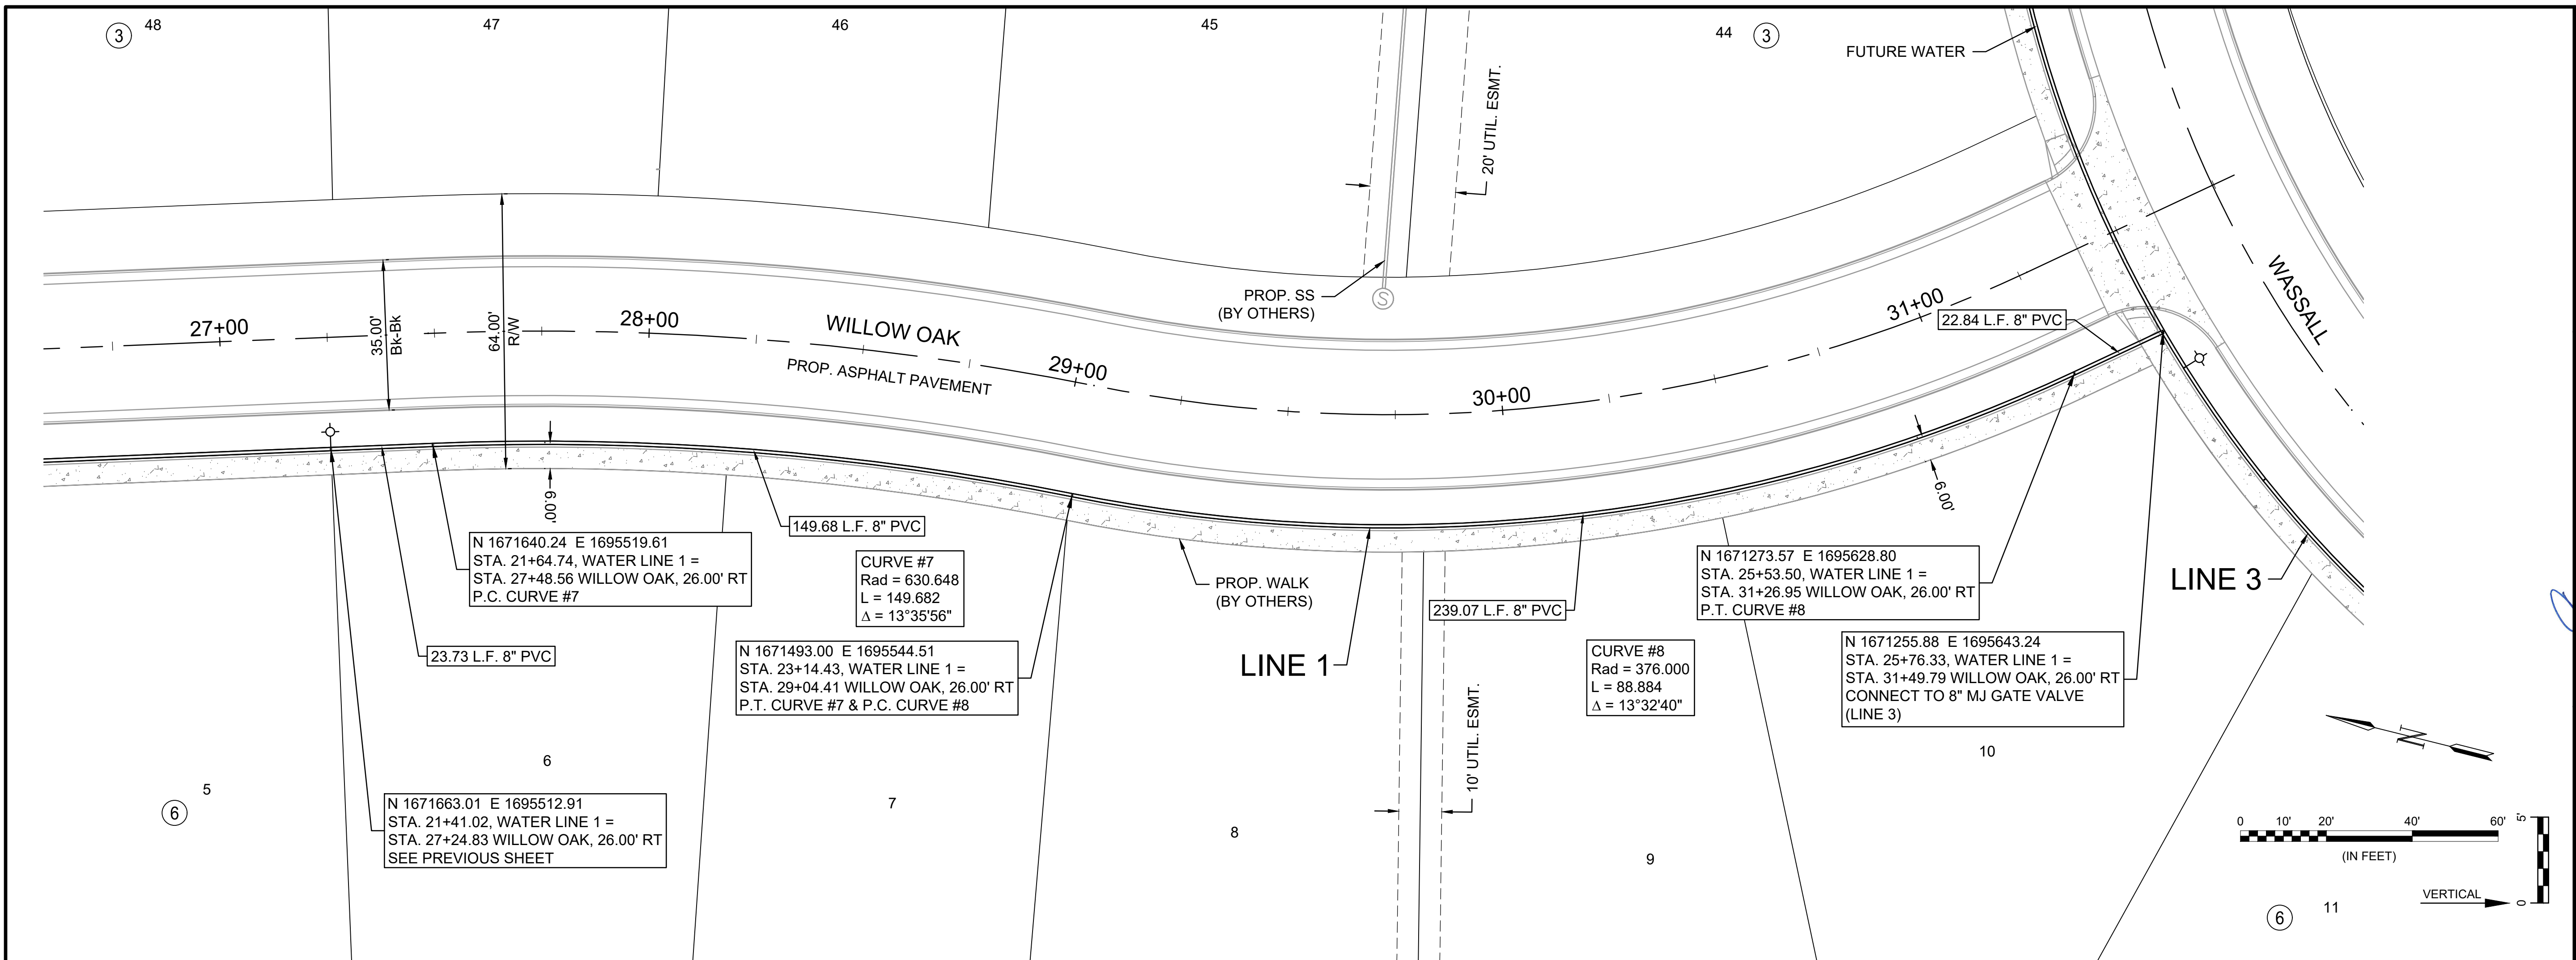 3
48
47
46
45
44
3
FUTURE WATER
20' UTIL. ESMT.
27+00
35.00'
Bk-Bk
64.00'
R/W
28+00
WILLOW OAK
PROP. ASPHALT PAVEMENT
29+00
PROP. SS
(BY OTHERS)
S
30+00
31+00
22.84 L.F. 8" PVC
WASSALL
6.00'
6.00'
149.68 L.F. 8" PVC
N 1671640.24 E 1695519.61
STA. 21+64.74, WATER LINE 1 =
STA. 27+48.56 WILLOW OAK, 26.00' RT
P.C. CURVE #7
CURVE #7
Rad = 630.648
L = 149.682
Δ = 13°35'56"
PROP. WALK
(BY OTHERS)
239.07 L.F. 8" PVC
N 1671273.57 E 1695628.80
STA. 25+53.50, WATER LINE 1 =
STA. 31+26.95 WILLOW OAK, 26.00' RT
P.T. CURVE #8
LINE 3
23.73 L.F. 8" PVC
N 1671493.00 E 1695544.51
STA. 23+14.43, WATER LINE 1 =
STA. 29+04.41 WILLOW OAK, 26.00' RT
P.T. CURVE #7 & P.C. CURVE #8
LINE 1
CURVE #8
Rad = 376.000
L = 88.884
Δ = 13°32'40"
N 1671255.88 E 1695643.24
STA. 25+76.33, WATER LINE 1 =
STA. 31+49.79 WILLOW OAK, 26.00' RT
CONNECT TO 8" MJ GATE VALVE
(LINE 3)
10' UTIL. ESMT.
N
5
6
6
7
8
9
10
N 1671663.01 E 1695512.91
STA. 21+41.02, WATER LINE 1 =
STA. 27+24.83 WILLOW OAK, 26.00' RT
SEE PREVIOUS SHEET
0 10' 20' 40' 60'
(IN FEET)
5'
0
VERTICAL
6
11